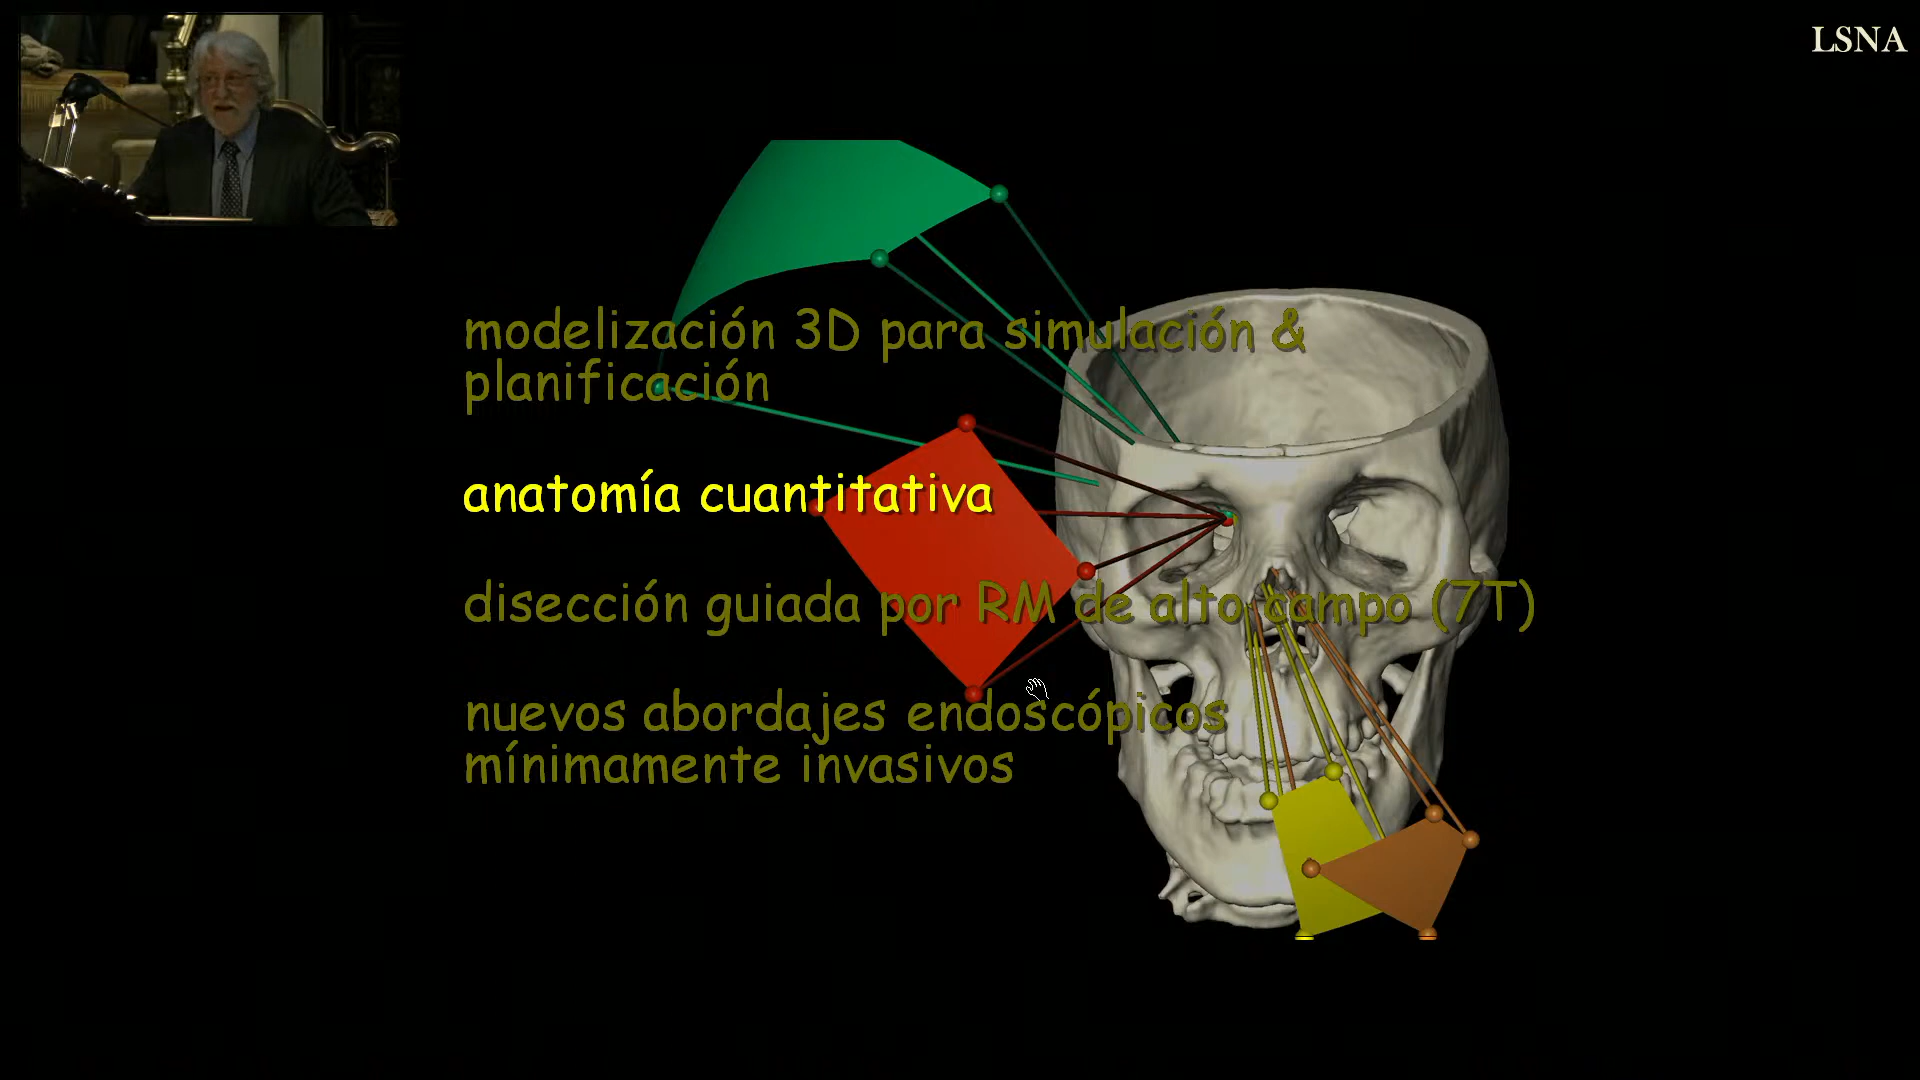 LSNA
modelización 3D para simulación &
planificación
anatomía cuantitativa
disección guiada por RM de alto campo (7T)
nuevos abordajes endoscópicos
mínimamente invasivos